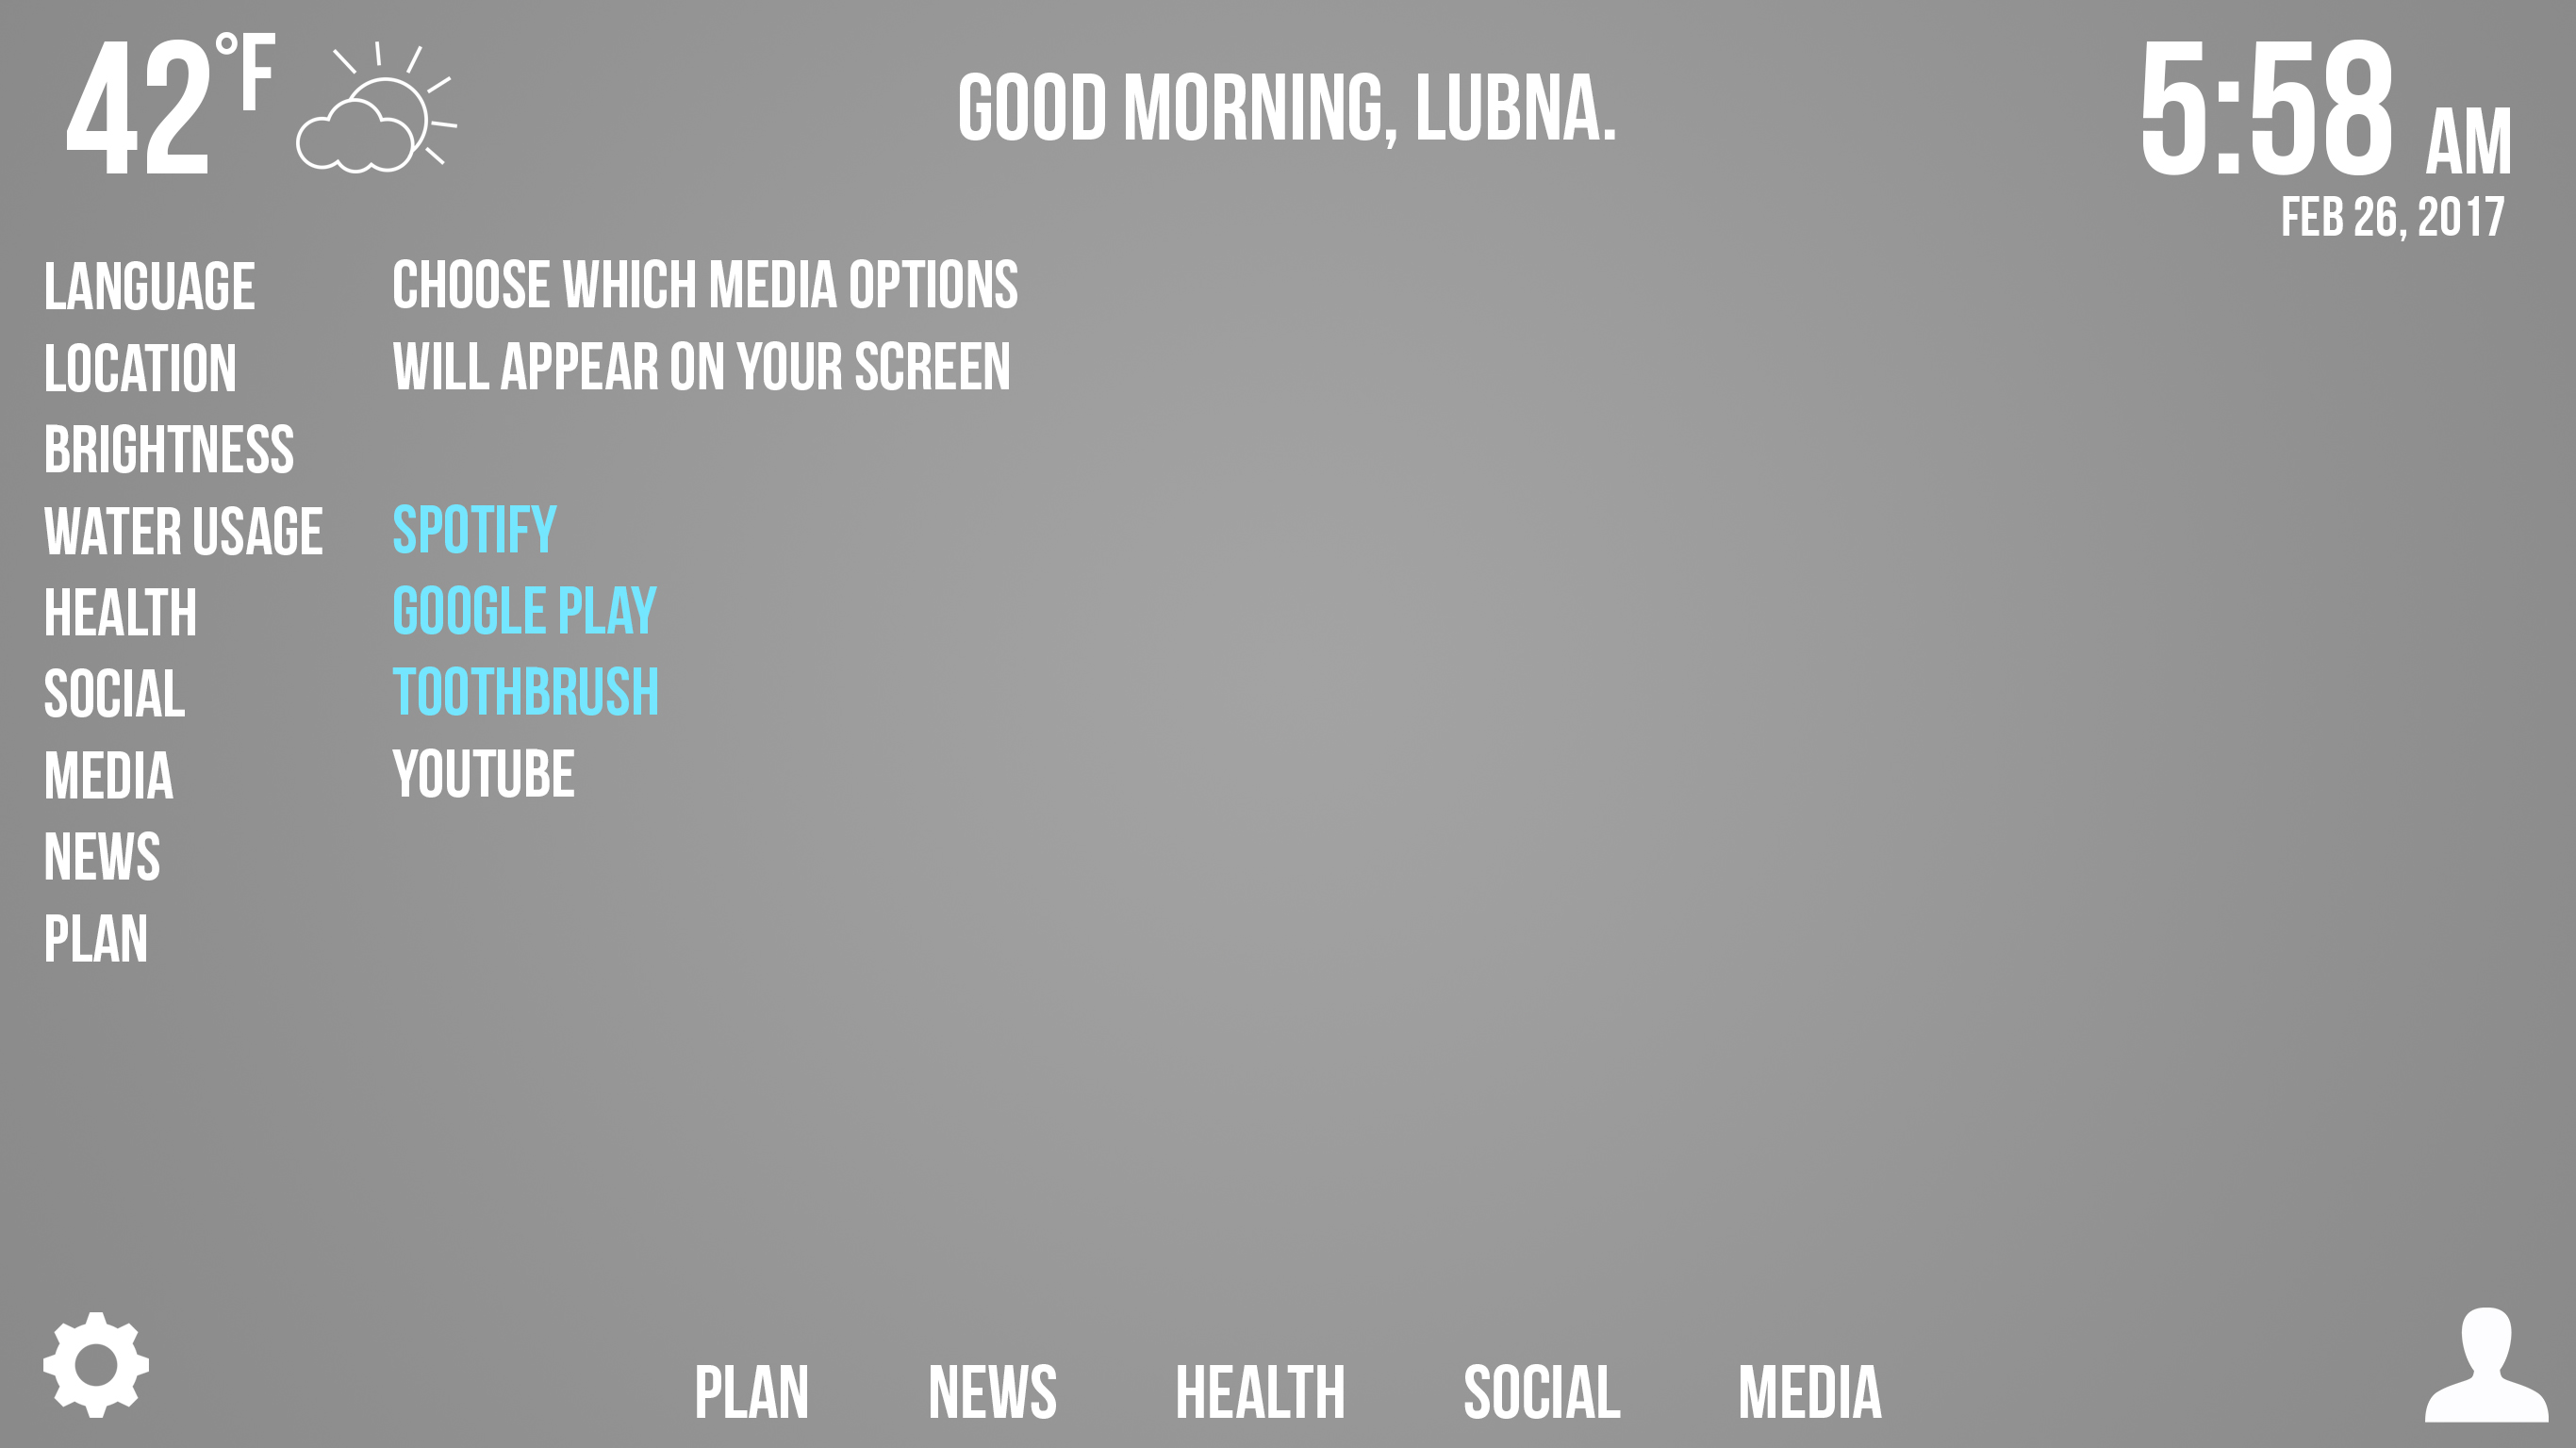 42°F
GOOD MORNING, LUBNA.
5:58 AM
FEB 26, 2017
LANGUAGE
LOCATION
BRIGHTNESS
WATER USAGE
HEALTH
SOCIAL
MEDIA
NEWS
PLAN
CHOOSE WHICH MEDIA OPTIONS
WILL APPEAR ON YOUR SCREEN
SPOTIFY
GOOGLE PLAY
TOOTHBRUSH
YOUTUBE
PLAN NEWS HEALTH SOCIAL MEDIA